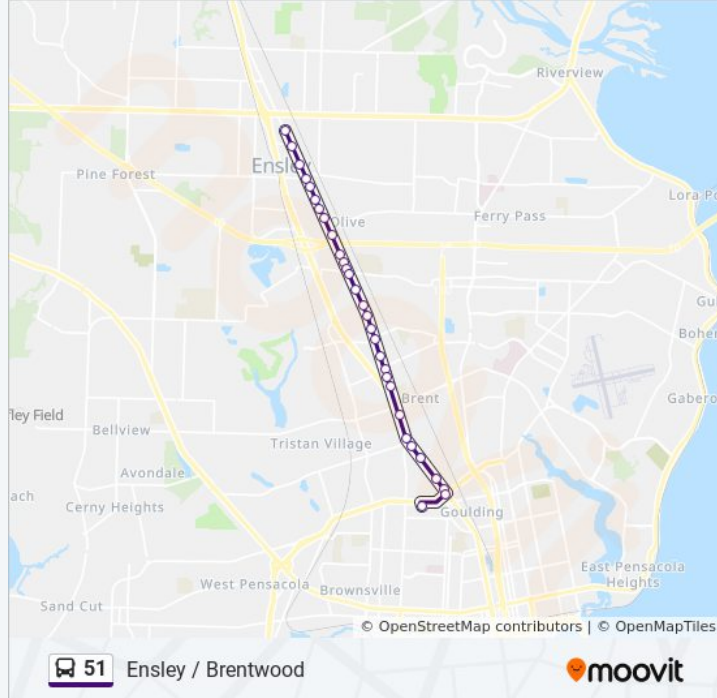 Riverview
Ensley
Pine Forest
Lora Po
Olive
Ferry Pass
Gu
Bohem
Brent
Gabero
fley Field
Bellview
Tristan Village
Avondale
ach
Cerny Heights
Goulding
East Pensacola
Heights
West Pensacola
Brownsville
Sand Cut
© OpenStreetMap contributors | © OpenMapTiles
51 Ensley / Brentwood
moovit